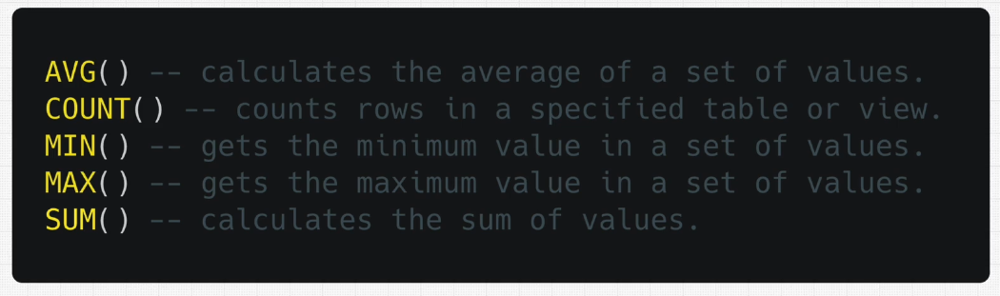 AVG() -- calculates the average of a set of values.
COUNT() -- counts rows in a specified table or view.
MIN() -- gets the minimum value in a set of values.
MAX() -- gets the maximum value in a set of values.
SUM() -- calculates the sum of values.